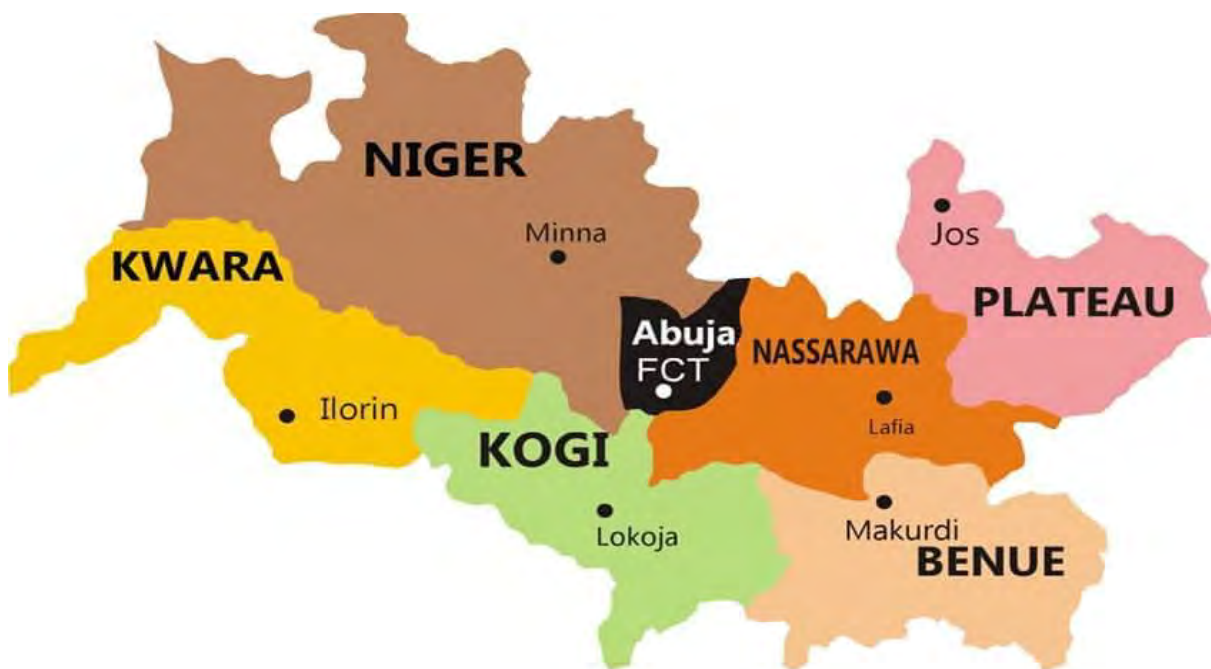 NIGER
Minna
Jos
KWARA
PLATEAU
Abuja
FCT
NASSARAWA
Ilorin
Lafia
KOGI
Lokoja
Makurdi
BENUE